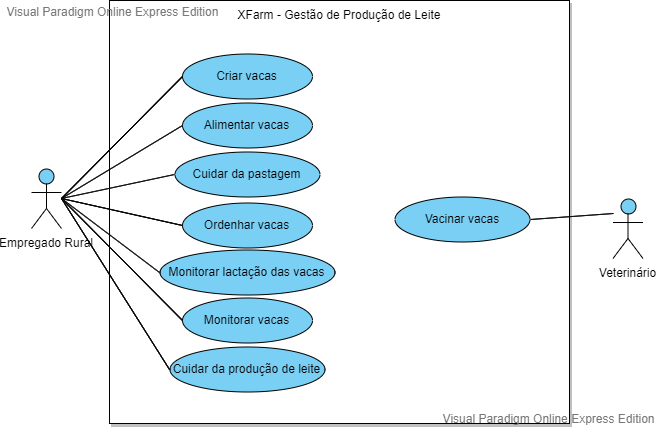 Visual Paradigm Online Express Edition
XFarm - Gestão de Produção de Leite
Criar vacas
Alimentar vacas
Cuidar da pastagem
Ordenhar vacas
Monitorar lactação das vacas
Monitorar vacas
Cuidar da produção de leite
Empregado Rural
Vacinar vacas
Veterinário
Visual Paradigm Online Express Edition